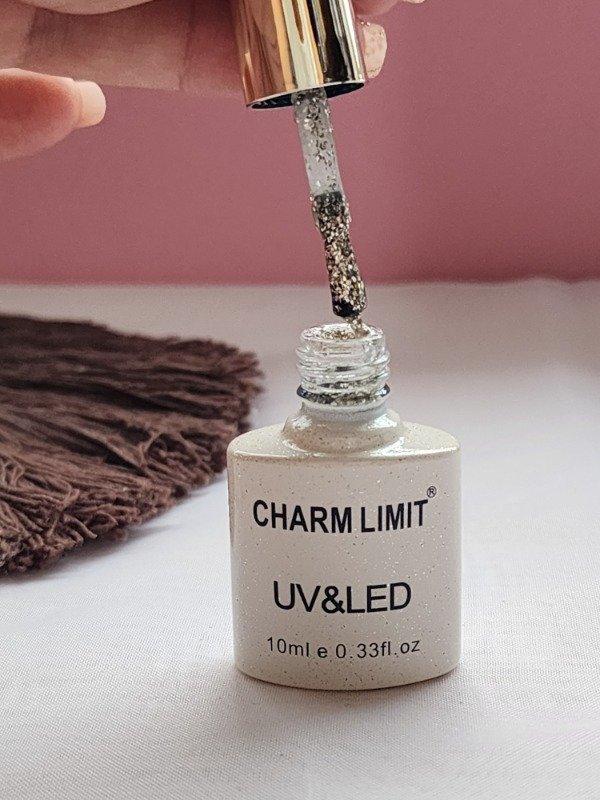 CHARM LIMIT®
UV&LED
10ml e 0.33fl.oz